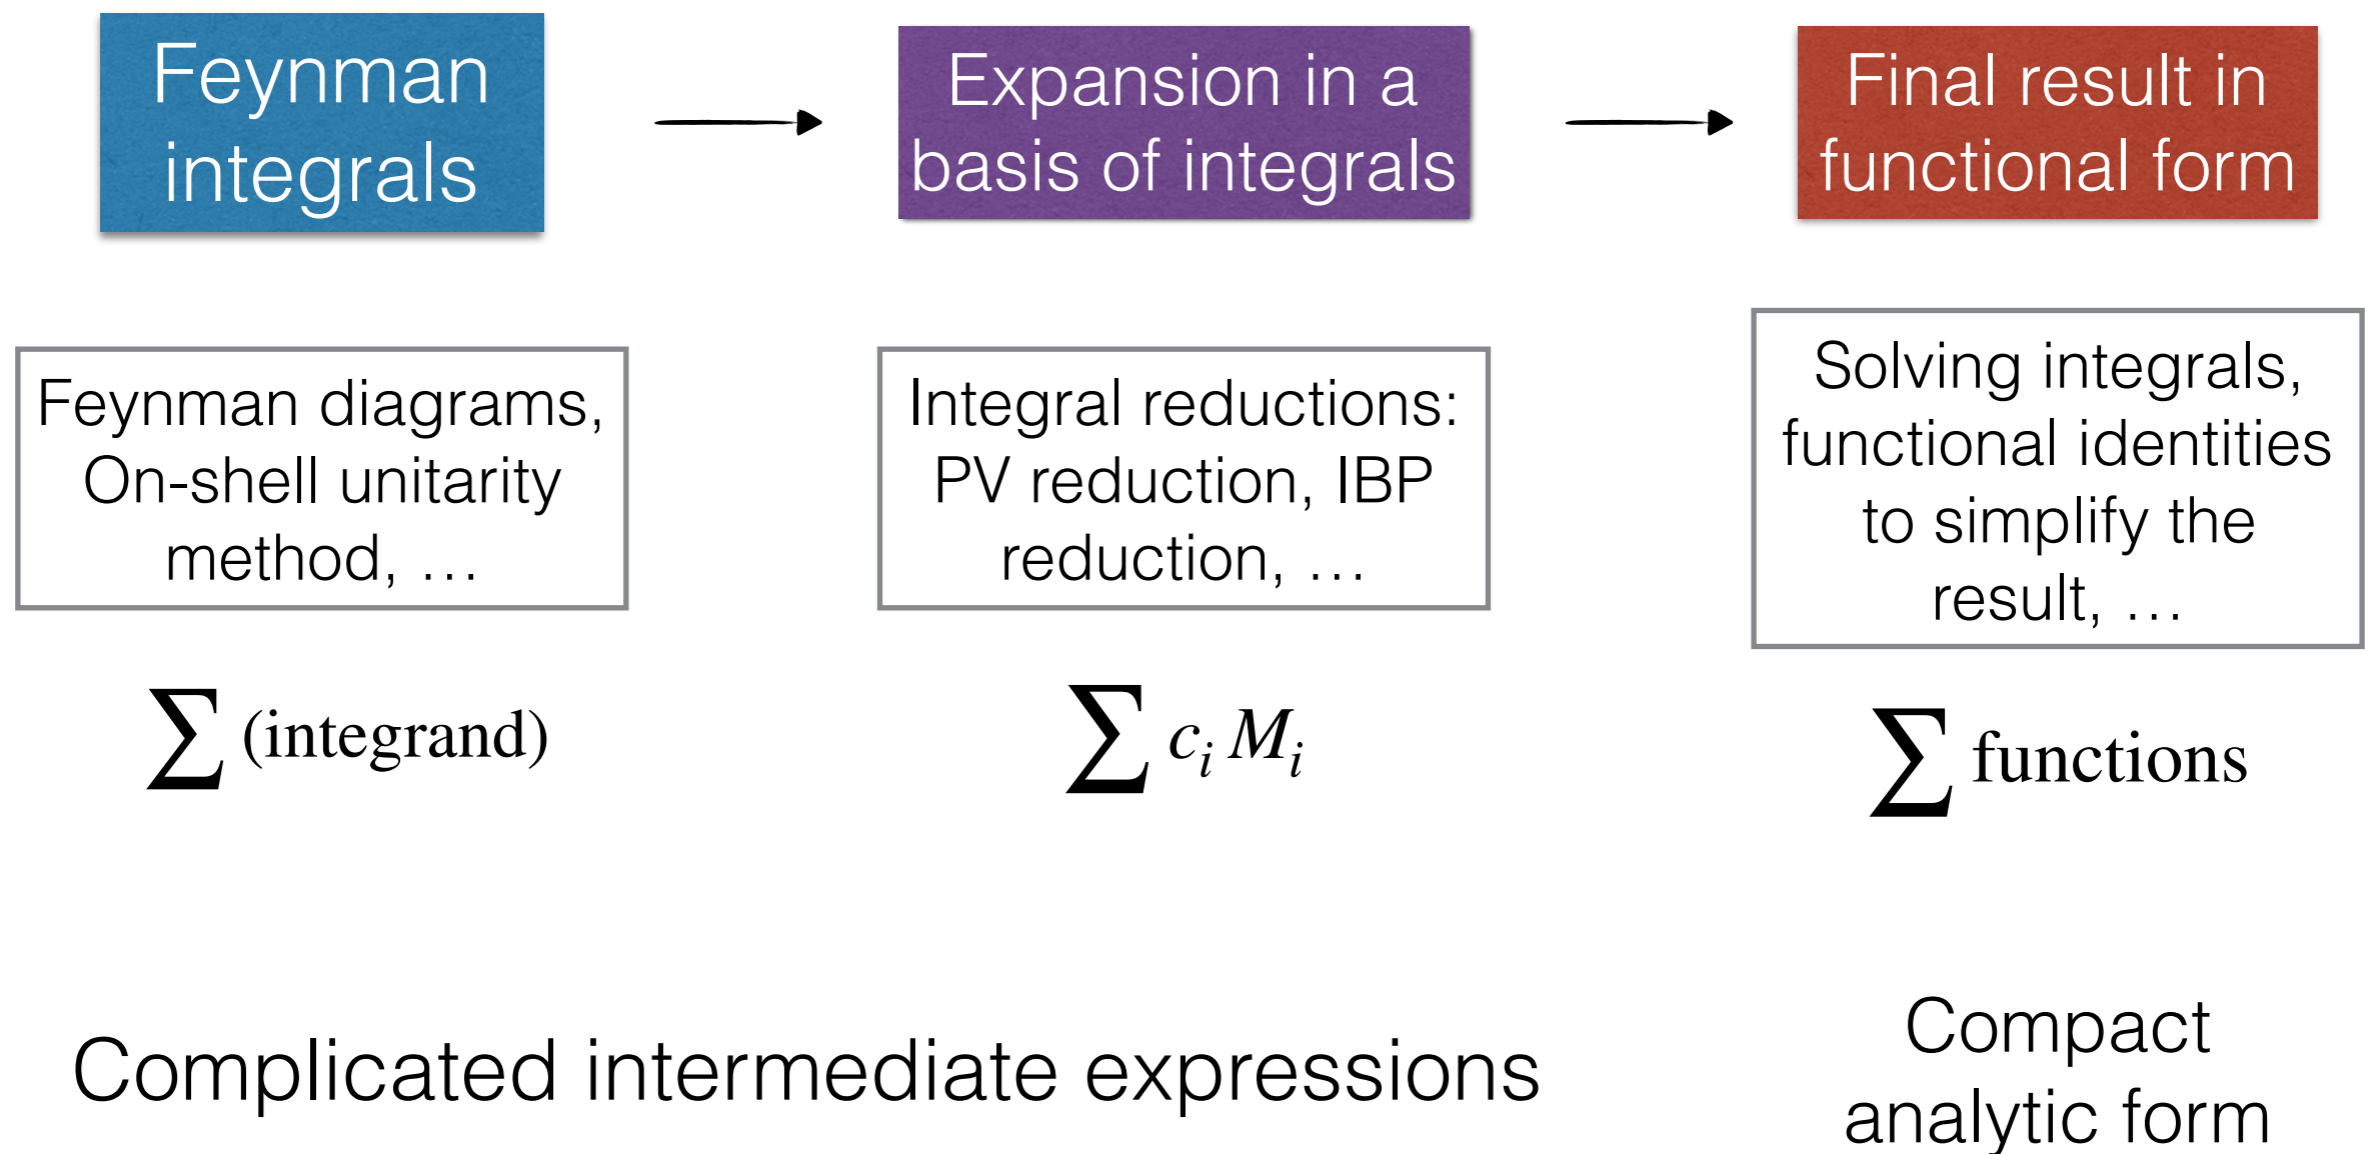 Feynman
integrals
Expansion in a
basis of integrals
Final result in
functional form
Feynman diagrams,
On-shell unitarity
method, …
Integral reductions:
PV reduction, IBP
reduction, …
Solving integrals,
functional identities
to simplify the
result, …
∑ (integrand)
∑ c_i M_i
∑ functions
Complicated intermediate expressions
Compact
analytic form